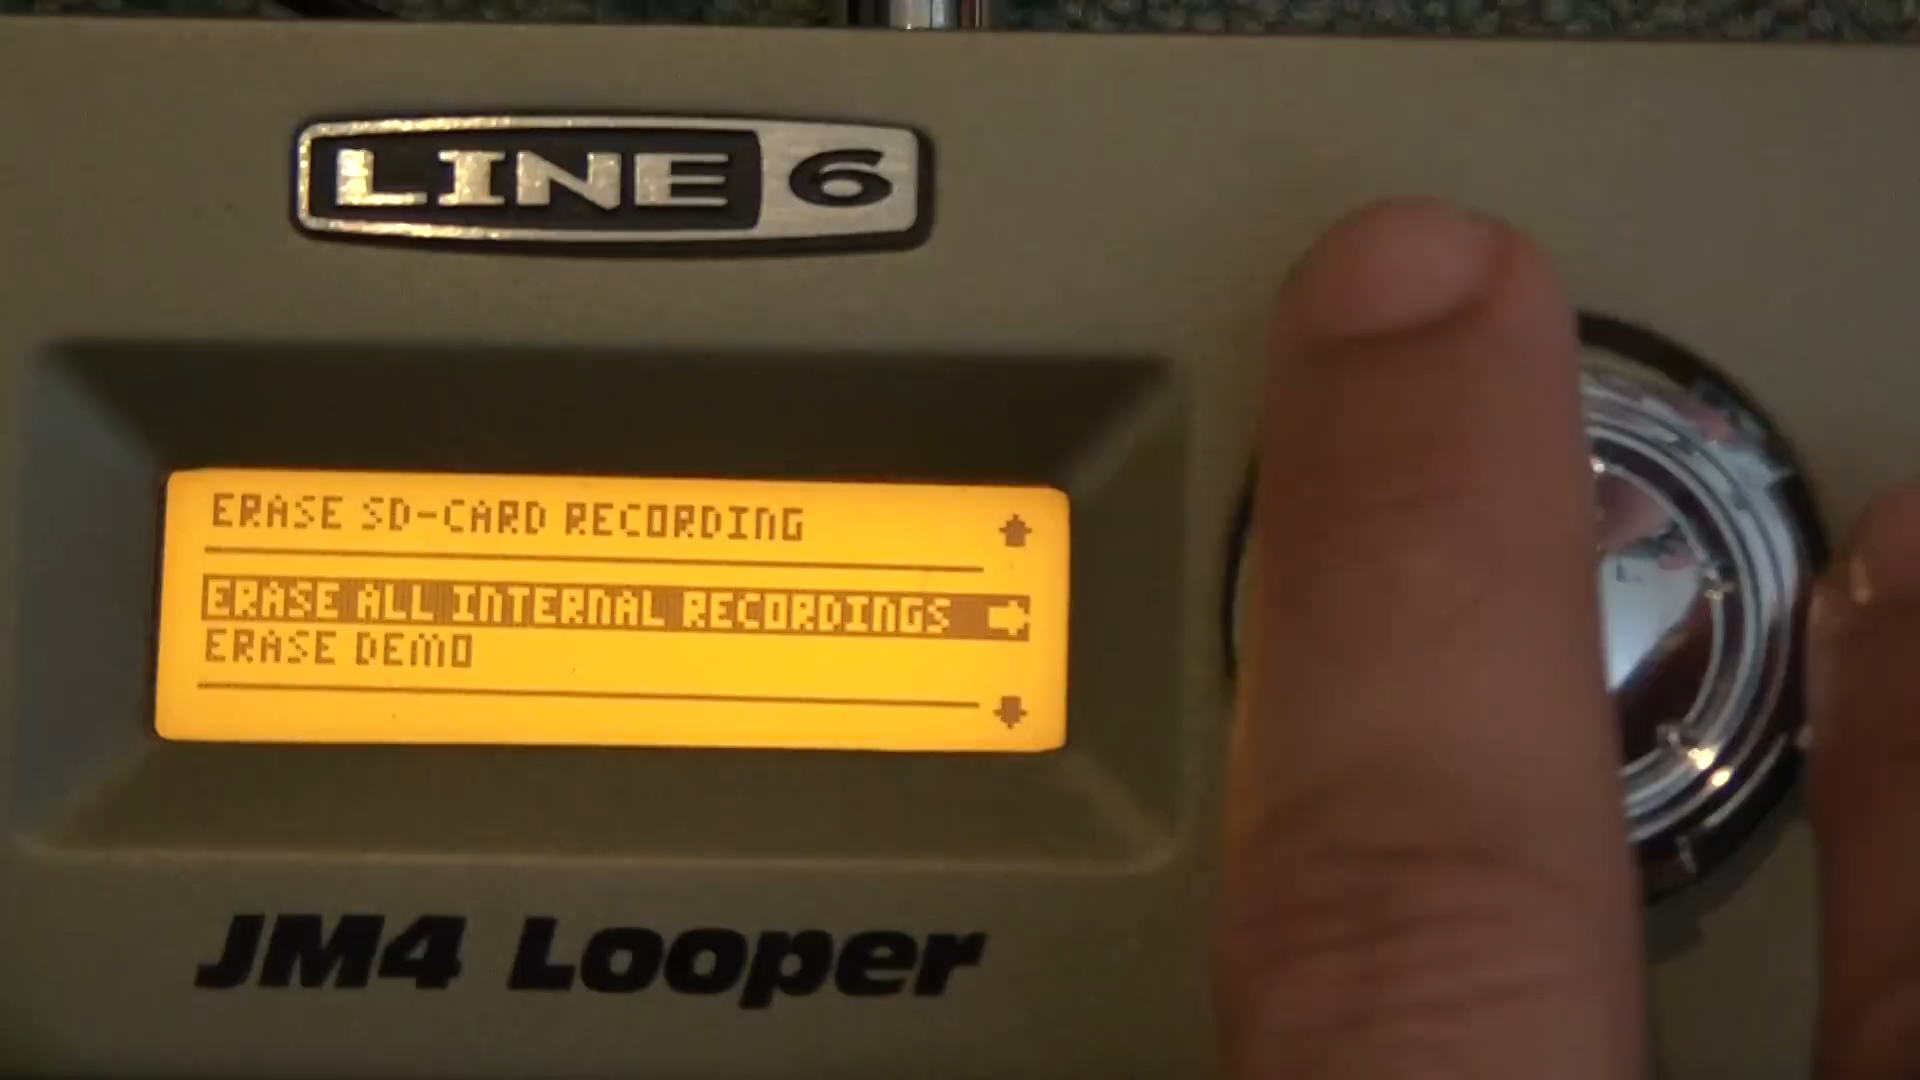 LINE 6
ERASE SD-CARD RECORDING
ERASE ALL INTERNAL RECORDINGS
ERASE DEMO
JM4 Looper